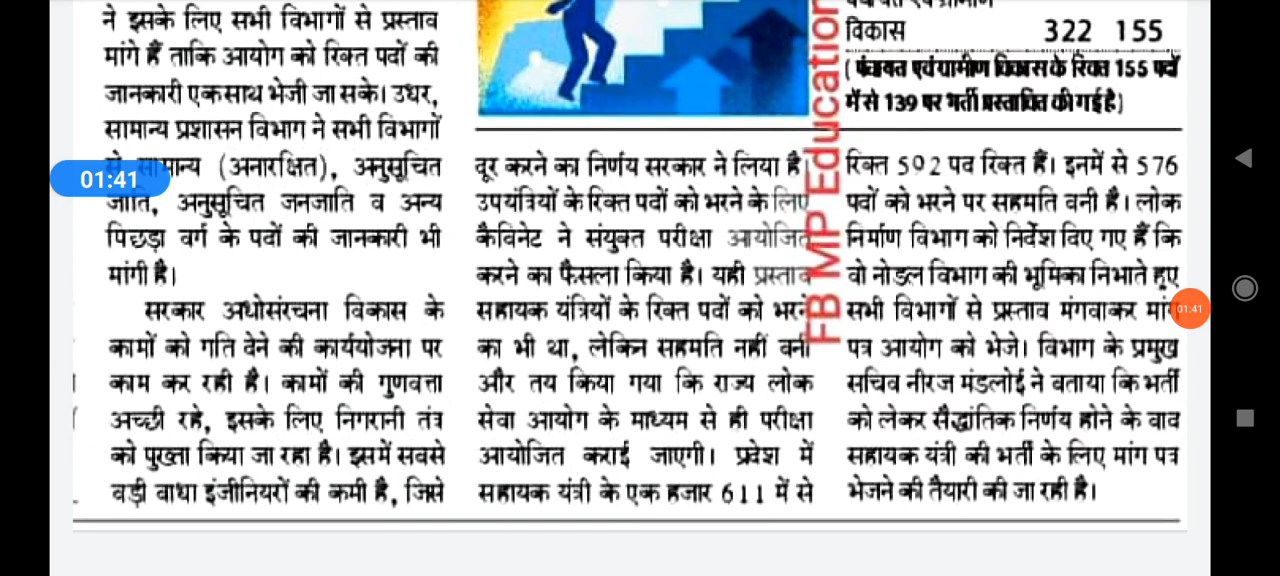 ने इसके लिए सभी विभागों से प्रस्ताव
मांगे हैं ताकि आयोग को रिक्त पदों की
जानकारी एक साथ भेजी जा सके। उधर,
सामान्य प्रशासन विभाग ने सभी विभागों
से सामान्य (अनारक्षित), अनुसूचित
जाति, अनुसूचित जनजाति व अन्य
पिछड़ा वर्ग के पदों की जानकारी भी
मांगी है।
सरकार अधोसंरचना विकास के
कामों को गति देने की कार्ययोजना पर
काम कर रही है। कामों की गुणवत्ता
अच्छी रहे, इसके लिए निगरानी तंत्र
को पुख्ता किया जा रहा है। इसमें सबसे
बड़ी बाधा इंजीनियरों की कमी है, जिसे
दूर करने का निर्णय सरकार ने लिया है।
उपयंत्रियों के रिक्त पदों को भरने के लिए
कैबिनेट ने संयुक्त परीक्षा आयोजित
करने का फैसला किया है। यही प्रस्ताव
सहायक यंत्रियों के रिक्त पदों को भरने
का भी था, लेकिन सहमति नहीं बनी
और तय किया गया कि राज्य लोक
सेवा आयोग के माध्यम से ही परीक्षा
आयोजित कराई जाएगी। प्रदेश में
सहायक यंत्री के एक हजार 611 में से
विकास 322 155
(पंचायत एवं ग्रामीण विकास के रिक्त 155 पदों
में से 139 पर भर्ती प्रस्तावित की गई है)
रिक्त 592 पद रिक्त हैं। इनमें से 576
पदों को भरने पर सहमति बनी है। लोक
निर्माण विभाग को निर्देश दिए गए हैं कि
वो नोडल विभाग की भूमिका निभाते हुए
सभी विभागों से प्रस्ताव मंगवाकर मांग
पत्र आयोग को भेजे। विभाग के प्रमुख
सचिव नीरज मंडलोई ने बताया कि भर्ती
को लेकर सैद्धांतिक निर्णय होने के बाद
सहायक यंत्री की भर्ती के लिए मांग पत्र
भेजने की तैयारी की जा रही है।
FB MP Education
01:41
01:41